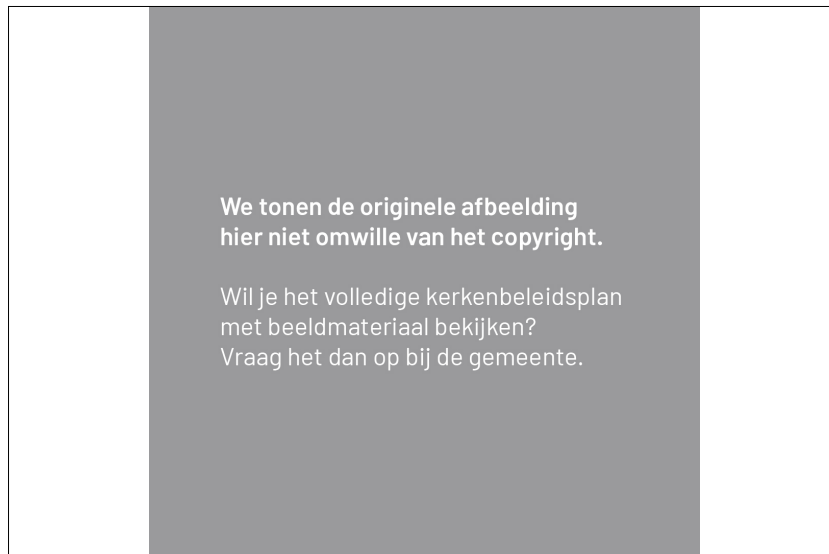 We tonen de originele afbeelding
hier niet omwille van het copyright.
Wil je het volledige kerkenbeleidsplan
met beeldmateriaal bekijken?
Vraag het dan op bij de gemeente.